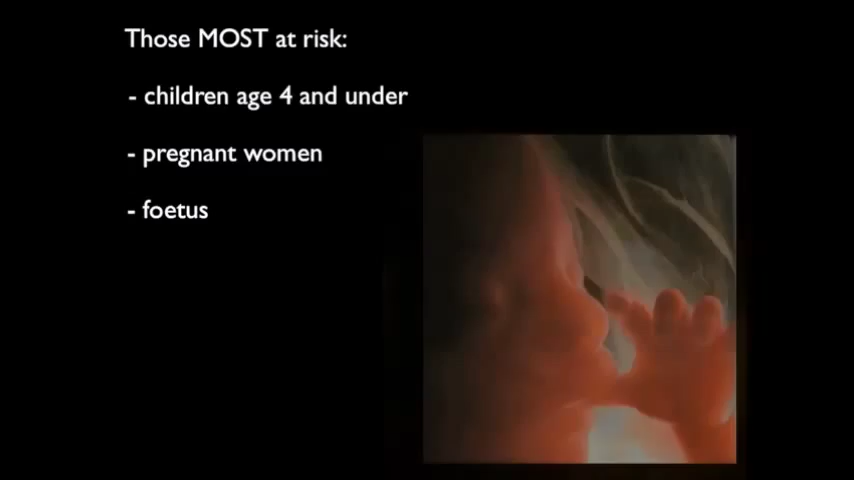 Those MOST at risk:
- children age 4 and under
- pregnant women
- foetus